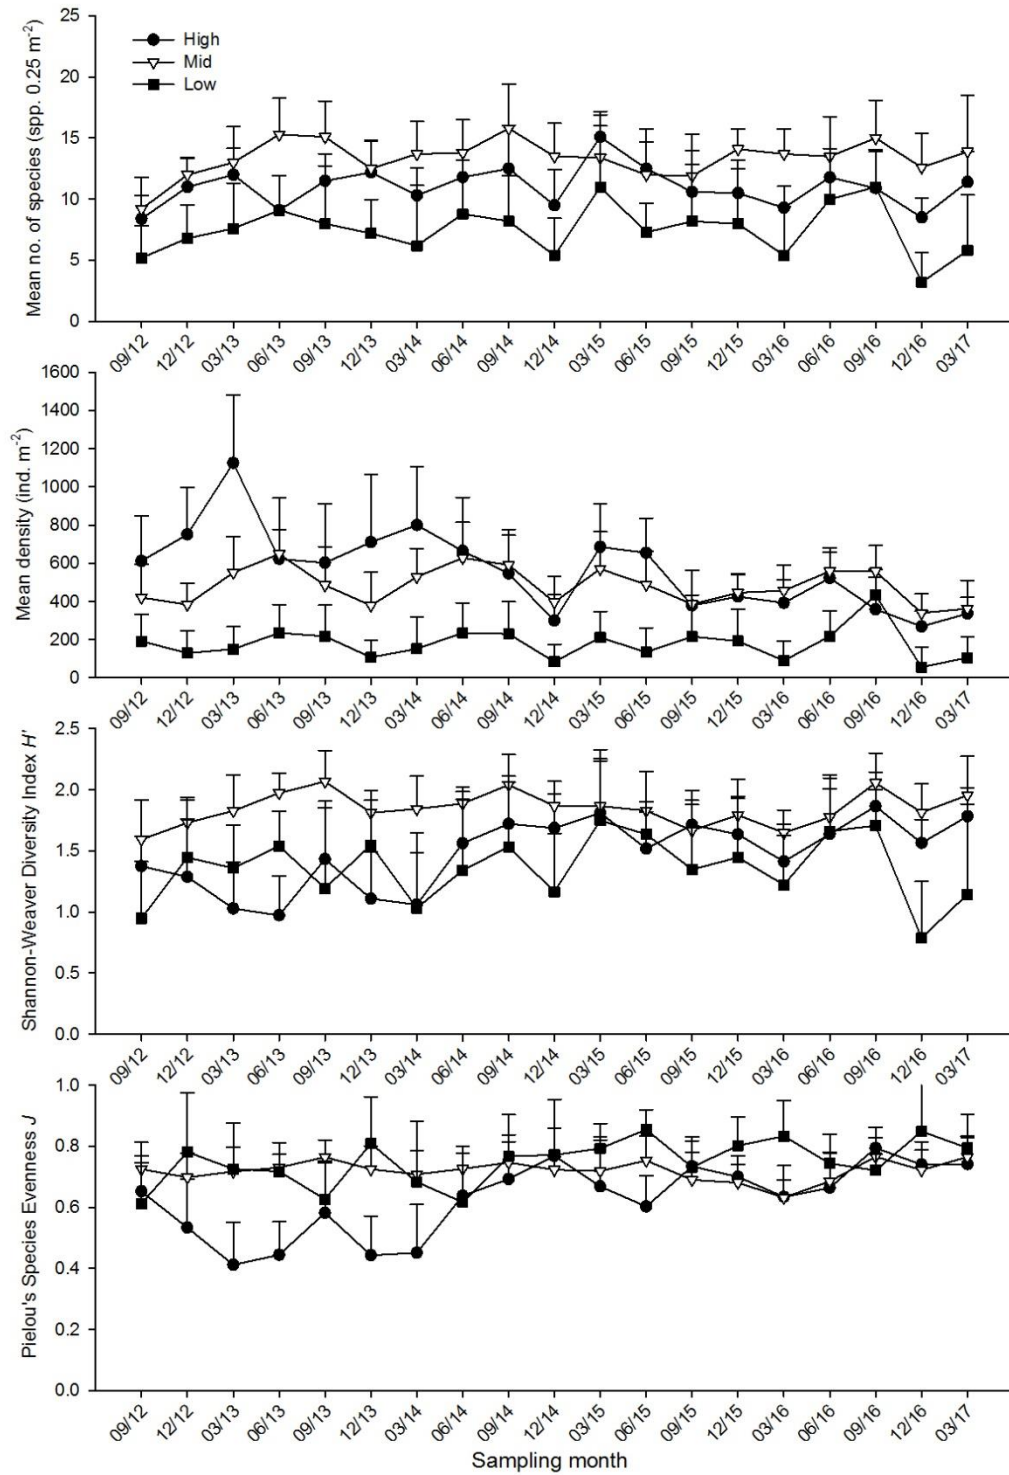 Mean no. of species (spp. 0.25 m-2)
25
20
15
10
5
0
High
Mid
Low
09/12 12/12 03/13 06/13 09/13 12/13 03/14 06/14 09/14 12/14 03/15 06/15 09/15 12/15 03/16 06/16 09/16 12/16 03/17
Mean density (ind. m-2)
1600
1400
1200
1000
800
600
400
200
0
09/12 12/12 03/13 06/13 09/13 12/13 03/14 06/14 09/14 12/14 03/15 06/15 09/15 12/15 03/16 06/16 09/16 12/16 03/17
Shannon-Weaver Diversity Index H'
2.5
2.0
1.5
1.0
0.5
0.0
09/12 12/12 03/13 06/13 09/13 12/13 03/14 06/14 09/14 12/14 03/15 06/15 09/15 12/15 03/16 06/16 09/16 12/16 03/17
Pielou's Species Evenness J
1.0
0.8
0.6
0.4
0.2
0.0
09/12 12/12 03/13 06/13 09/13 12/13 03/14 06/14 09/14 12/14 03/15 06/15 09/15 12/15 03/16 06/16 09/16 12/16 03/17
Sampling month